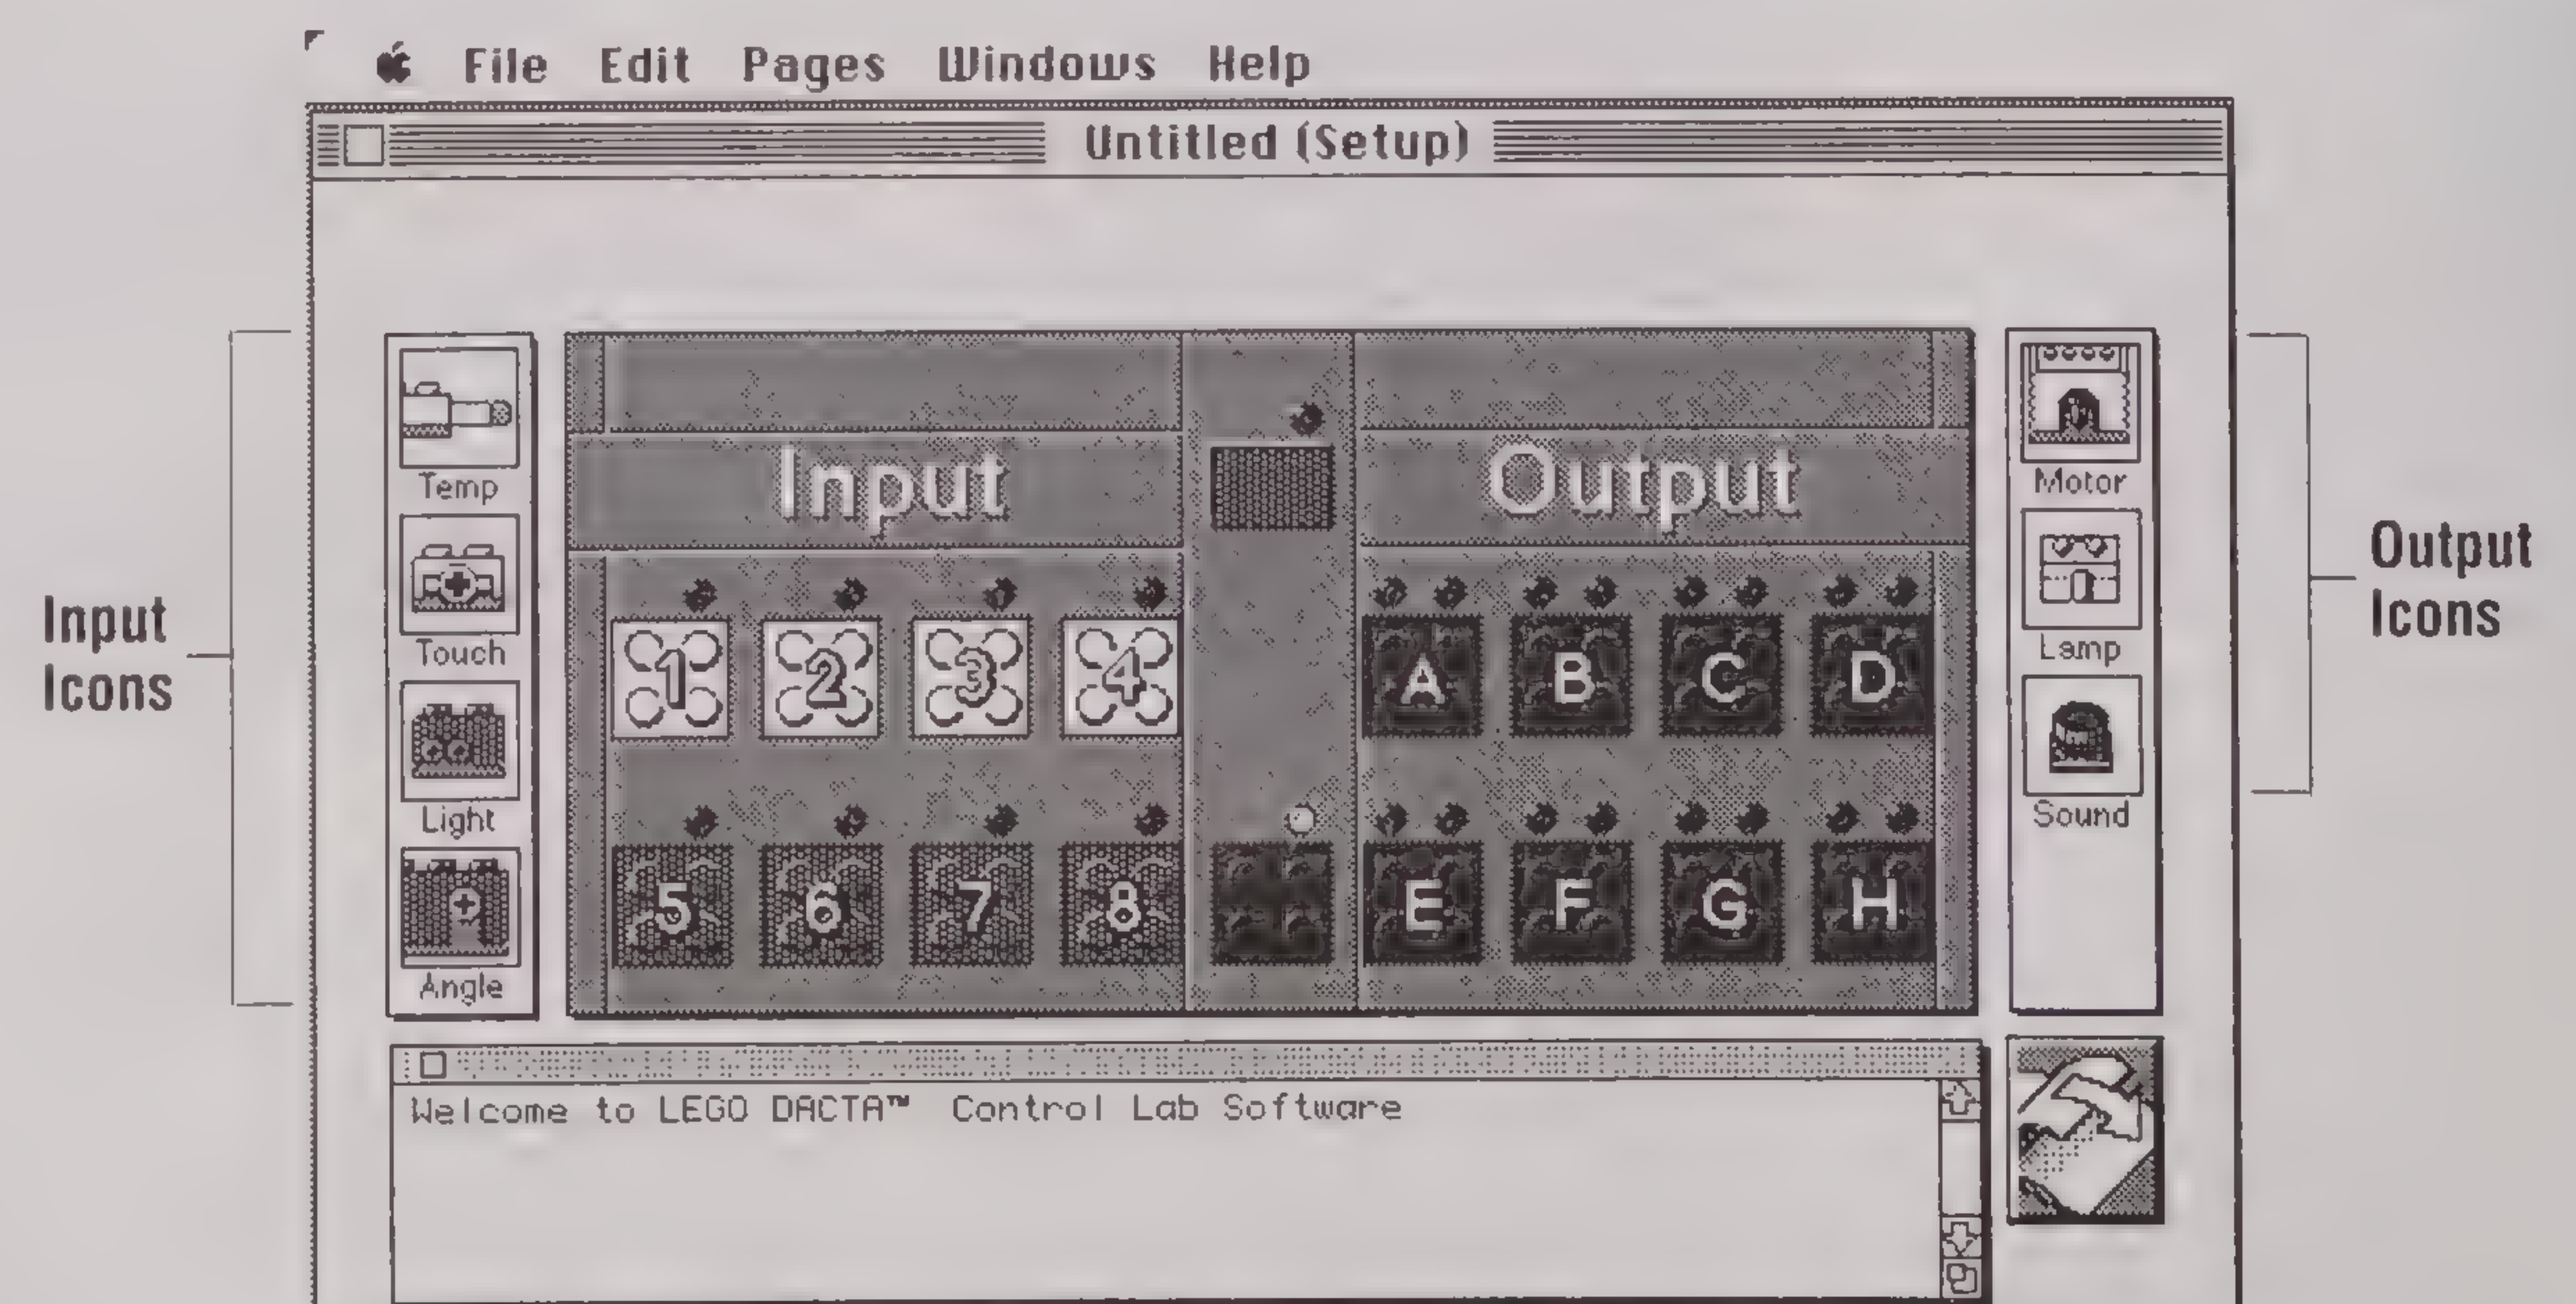 File Edit Pages Windows Help
Untitled (Setup)
Input
Icons
Temp
Touch
Light
Angle
Input
1 2 3 4
5 6 7 8
Output
A B C D
E F G H
Motor
Lamp
Sound
Output
Icons
Welcome to LEGO DACTA™ Control Lab Software